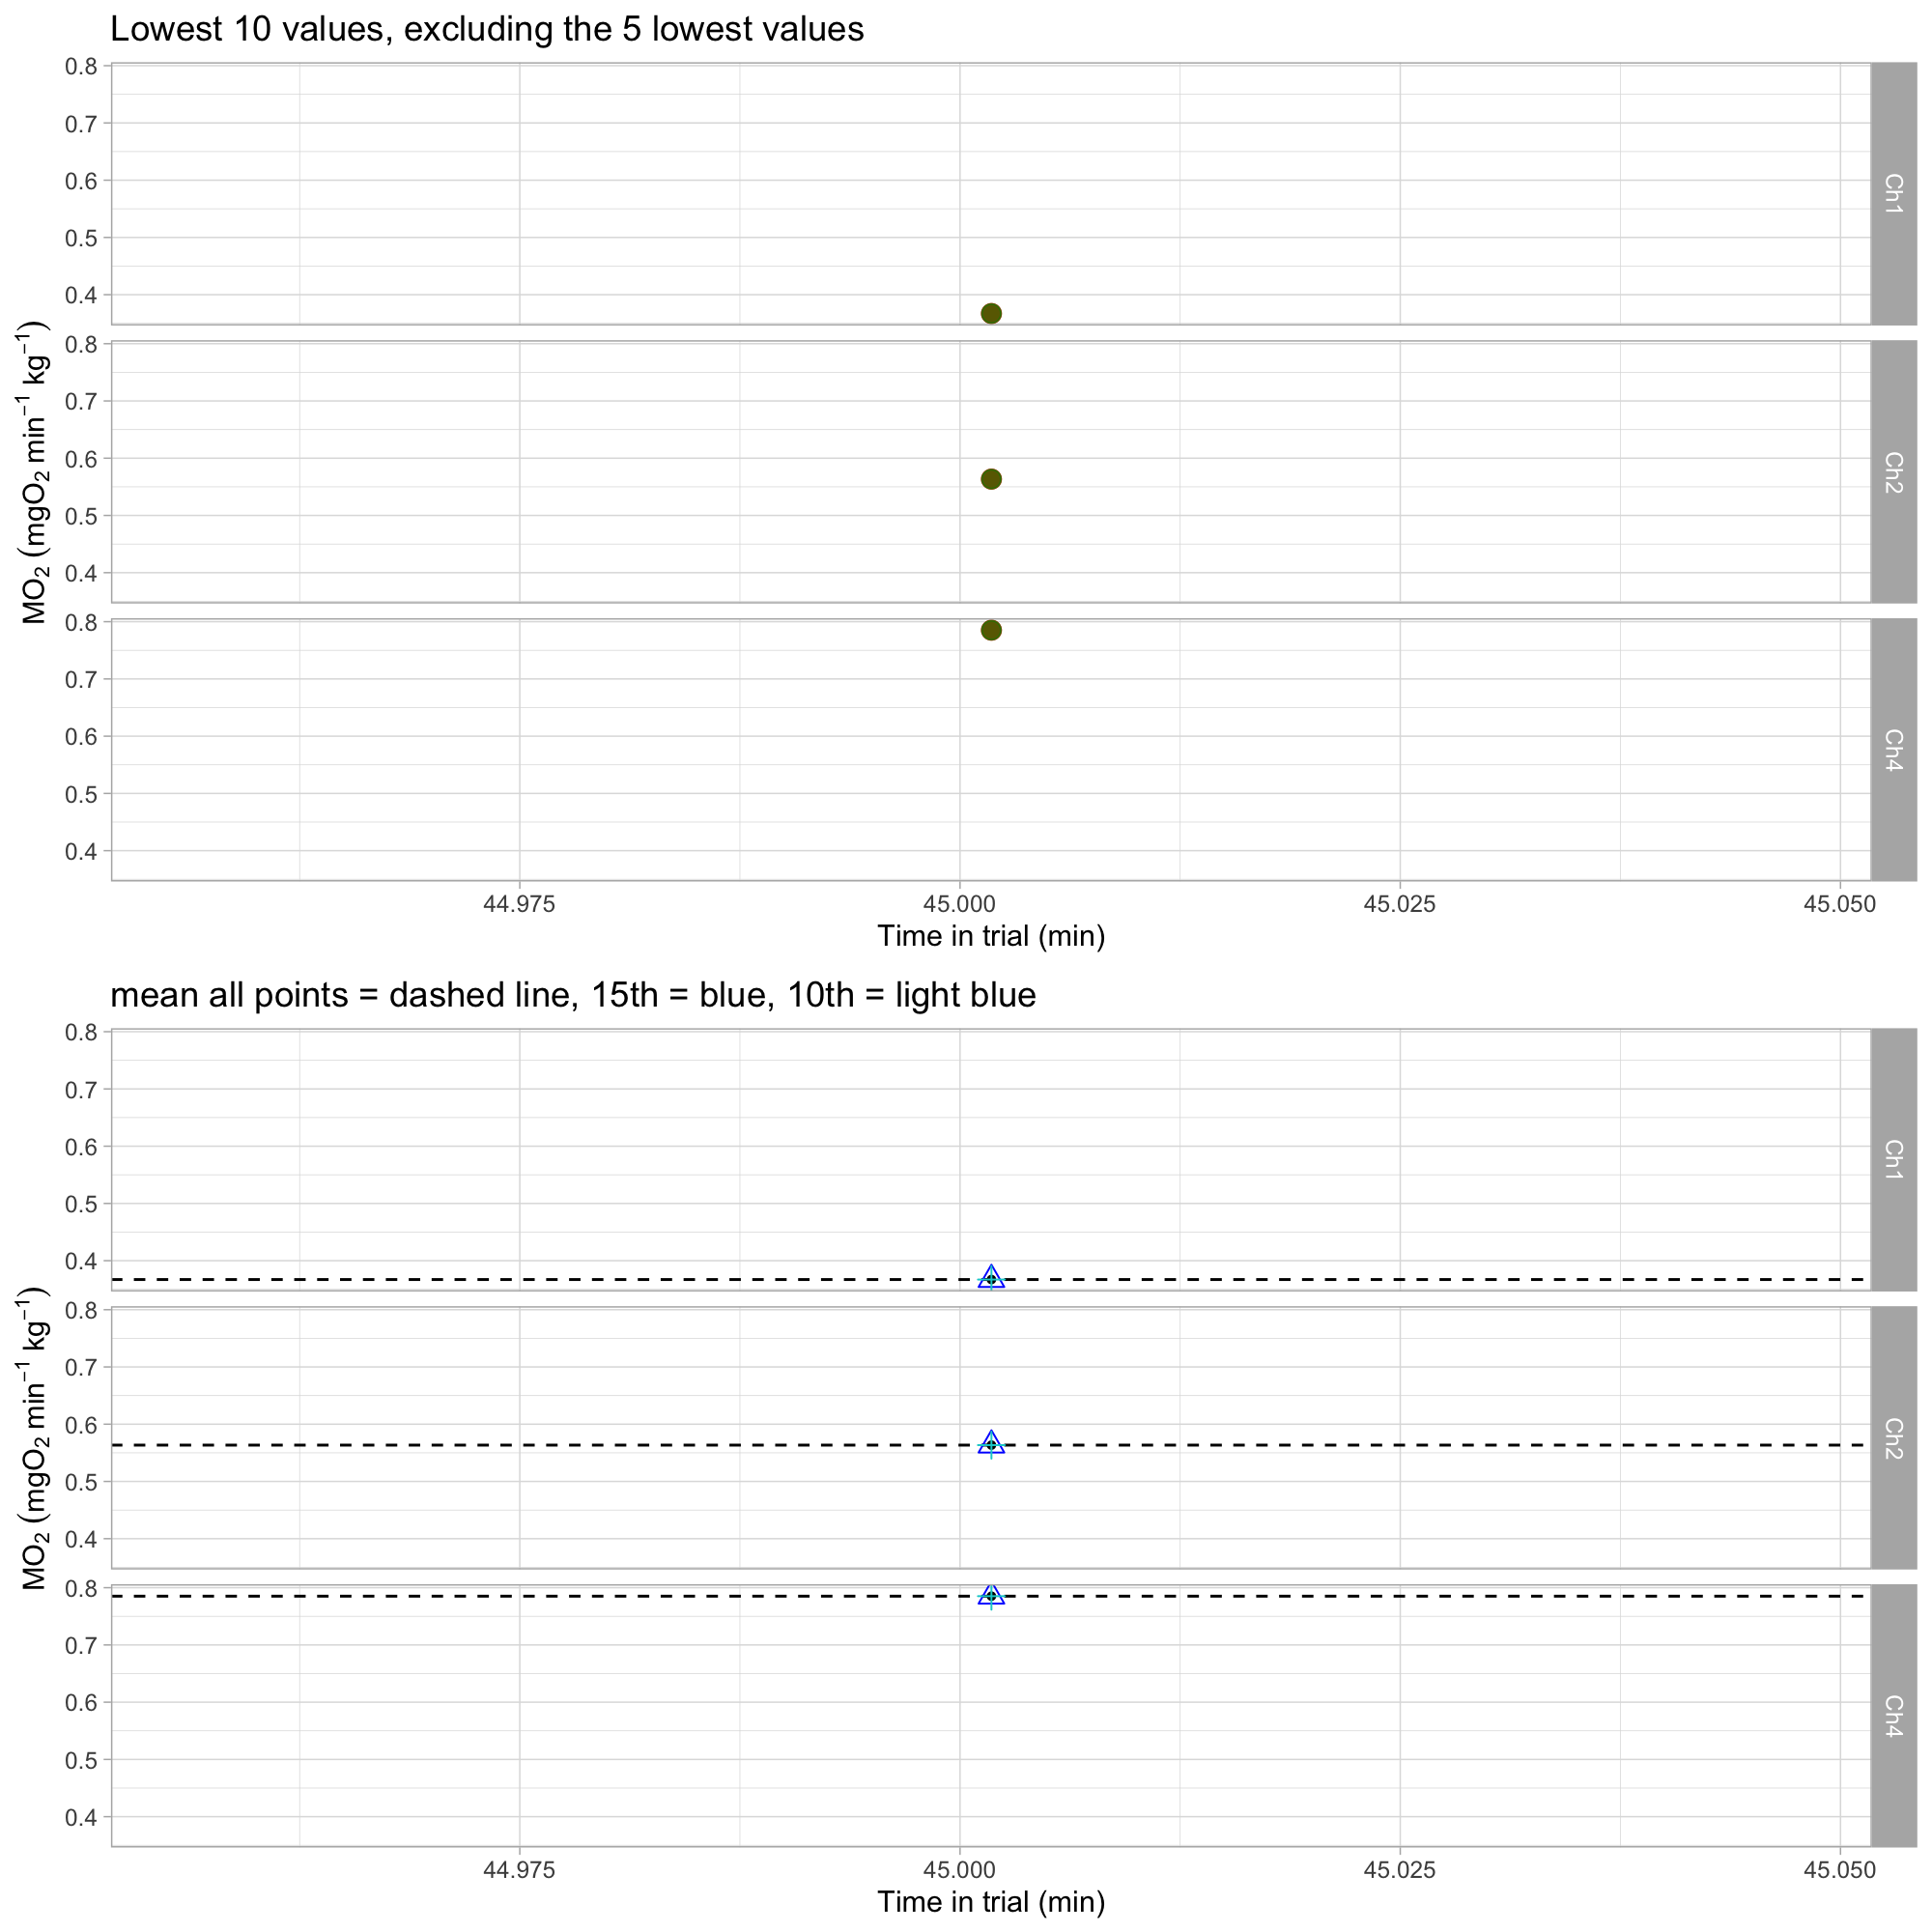 Lowest 10 values, excluding the 5 lowest values
0.8
0.7
0.6
0.5
0.4
Ch1
0.8
0.7
0.6
0.5
0.4
Ch2
0.8
0.7
0.6
0.5
0.4
Ch4
MO₂ (mgO₂ min⁻¹ kg⁻¹)
44.975 45.000 45.025 45.050
Time in trial (min)
mean all points = dashed line, 15th = blue, 10th = light blue
0.8
0.7
0.6
0.5
0.4
Ch1
0.8
0.7
0.6
0.5
0.4
Ch2
0.8
0.7
0.6
0.5
0.4
Ch4
MO₂ (mgO₂ min⁻¹ kg⁻¹)
44.975 45.000 45.025 45.050
Time in trial (min)